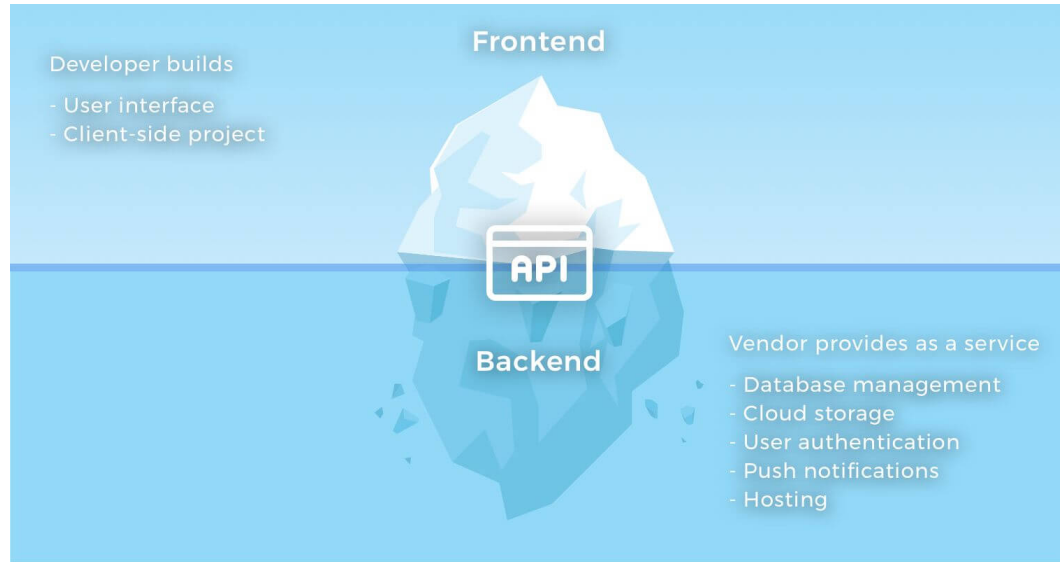 Frontend
Developer builds
- User interface
- Client-side project
API
Backend
Vendor provides as a service
- Database management
- Cloud storage
- User authentication
- Push notifications
- Hosting